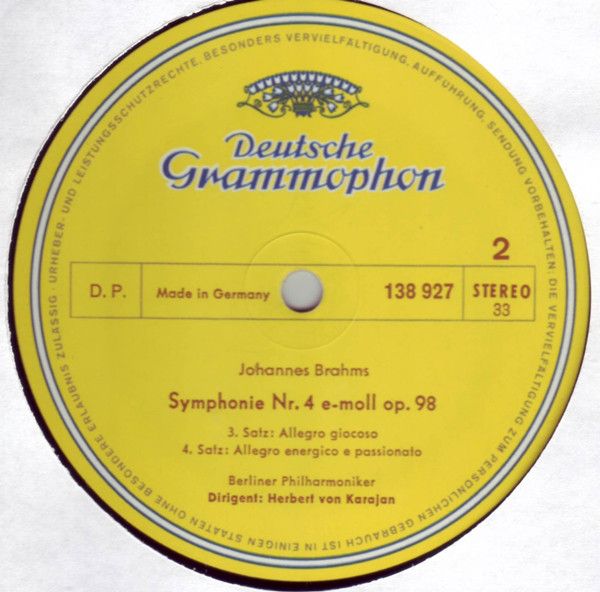 URHEBER- UND LEISTUNGSSCHUTZRECHTE, BESONDERS VERVIELFÄLTIGUNG, AUFFÜHRUNG, SENDUNG VORBEHALTEN; DIE VERVIELFÄLTIGUNG ZUM PERSÖNLICHEN GEBRAUCH IST IN EINIGEN STAATEN OHNE BESONDERE ERLAUBNIS ZULÄSSIG ·
Deutsche
Grammophon
2
D. P.
Made in Germany
138 927
STEREO
33
Johannes Brahms
Symphonie Nr. 4 e-moll op. 98
3. Satz: Allegro giocoso
4. Satz: Allegro energico e passionato
Berliner Philharmoniker
Dirigent: Herbert von Karajan